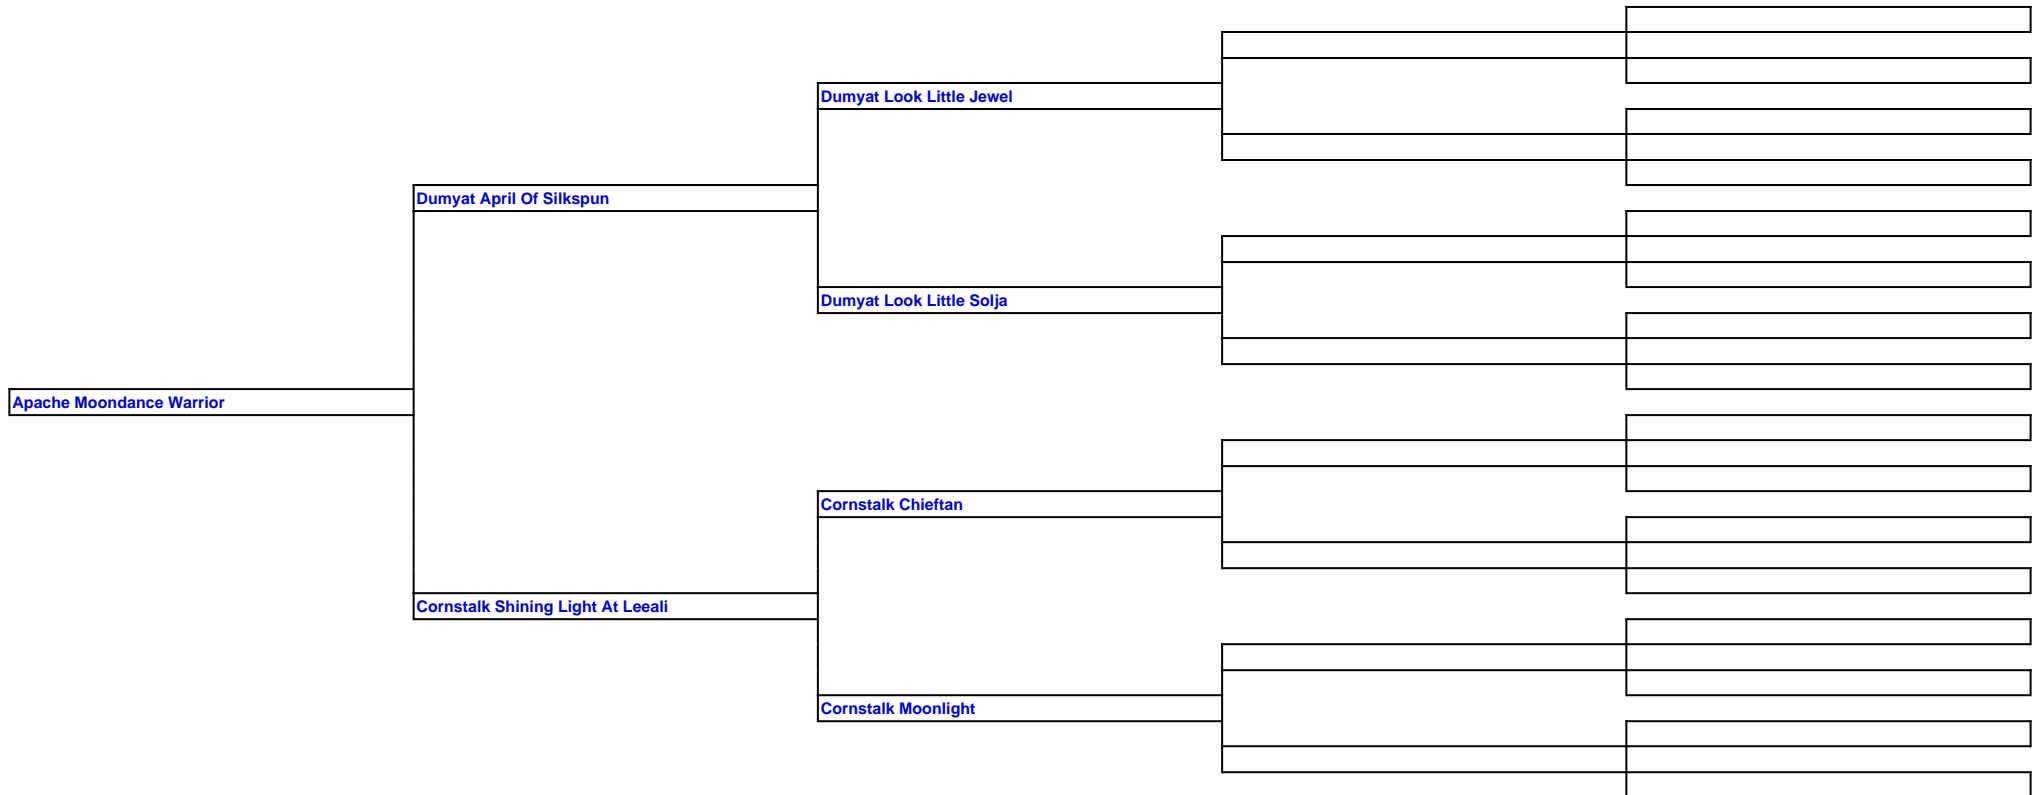 Dumyat Look Little Jewel
Dumyat April Of Silkspun
Dumyat Look Little Solja
Apache Moondance Warrior
Cornstalk Chieftan
Cornstalk Shining Light At Leeali
Cornstalk Moonlight